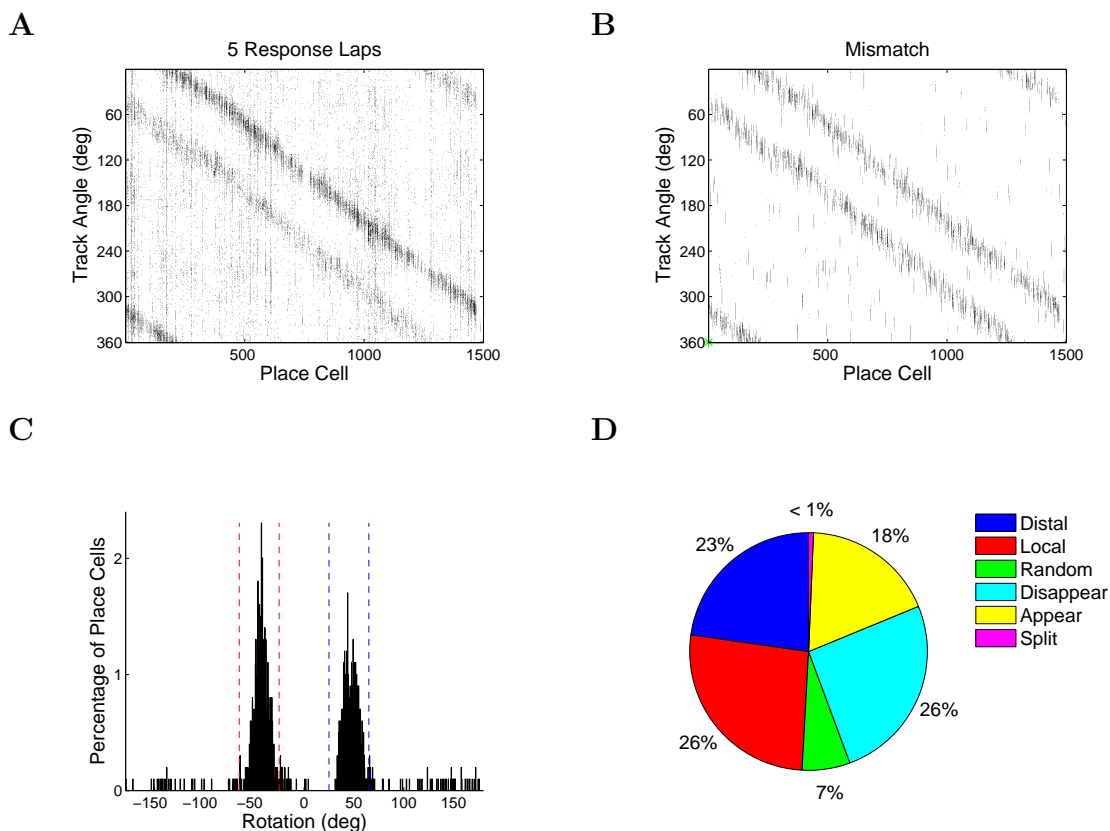 A
5 Response Laps
60
120
180
240
300
360
Track Angle (deg)
500
1000
1500
Place Cell
B
Mismatch
60
120
180
240
300
360
Track Angle (deg)
500
1000
1500
Place Cell
C
2
1
0
Percentage of Place Cells
−150
−100
−50
0
50
100
150
Rotation (deg)
D
< 1%
18%
23%
26%
26%
7%
Distal
Local
Random
Disappear
Appear
Split